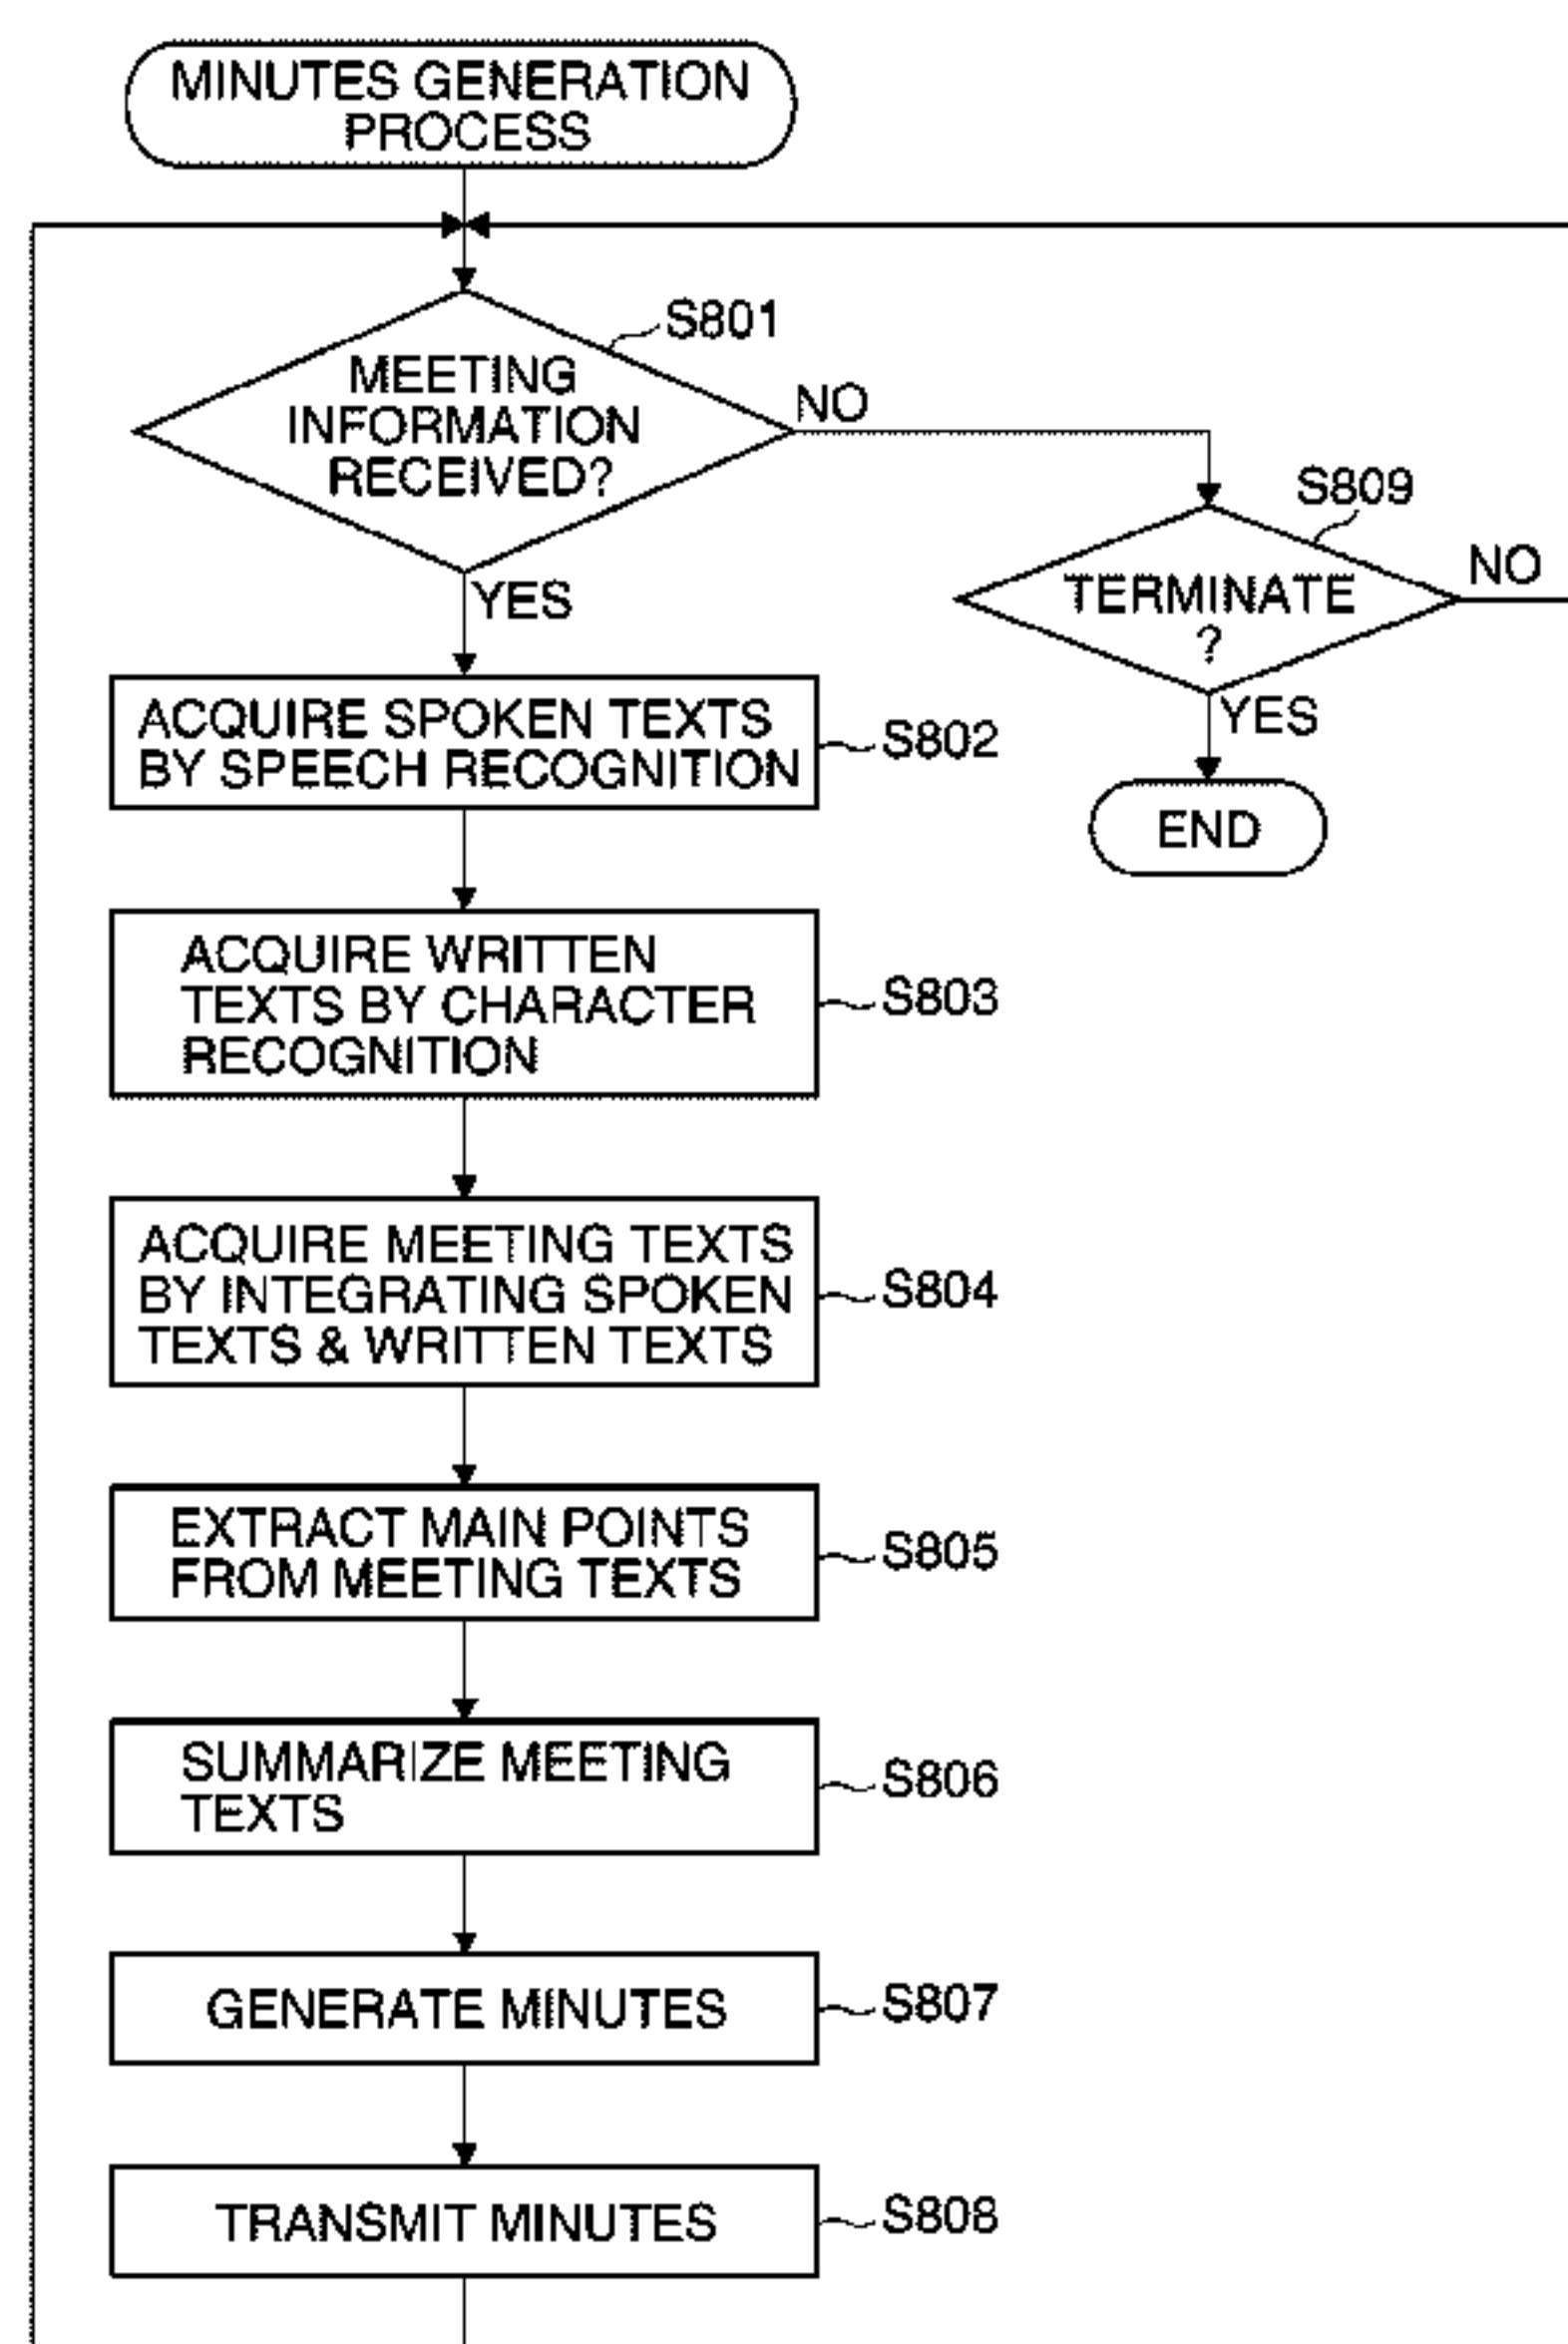 MINUTES GENERATION
PROCESS
S801
MEETING
INFORMATION
RECEIVED?
NO
YES
S809
TERMINATE
?
NO
YES
END
ACQUIRE SPOKEN TEXTS
BY SPEECH RECOGNITION
S802
ACQUIRE WRITTEN
TEXTS BY CHARACTER
RECOGNITION
S803
ACQUIRE MEETING TEXTS
BY INTEGRATING SPOKEN
TEXTS & WRITTEN TEXTS
S804
EXTRACT MAIN POINTS
FROM MEETING TEXTS
S805
SUMMARIZE MEETING
TEXTS
S806
GENERATE MINUTES
S807
TRANSMIT MINUTES
S808